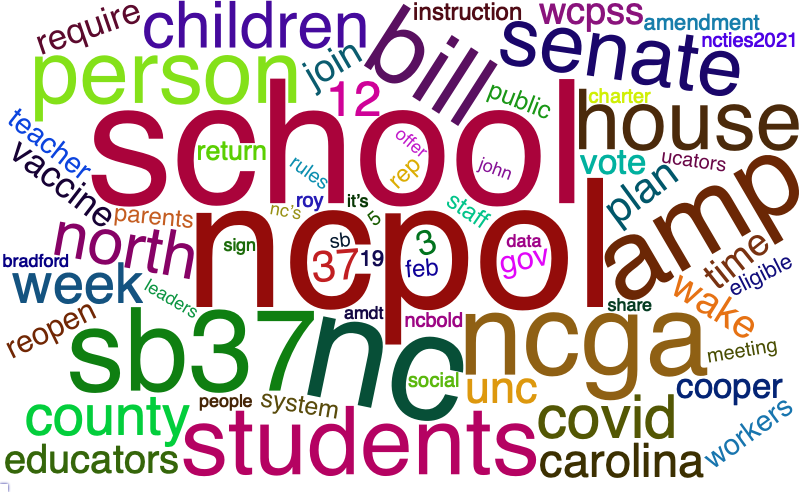 require
children
join
bill
instruction
wcpss
amendment
senate
ncties2021
person
12
public
charter
house
school
teacher
vaccine
return
rules
offer
rep
john
vote
ucators
plan
amp
parents
north
nc's
roy
it's
5
staff
ncpol
sign
sb
37
19
3
feb
data
gov
time
eligible
bradford
week
leaders
reopen
amdt
ncbold
share
wake
sb37
nc
ncga
meeting
social
unc
cooper
people
system
county
students
covid
workers
educators
carolina